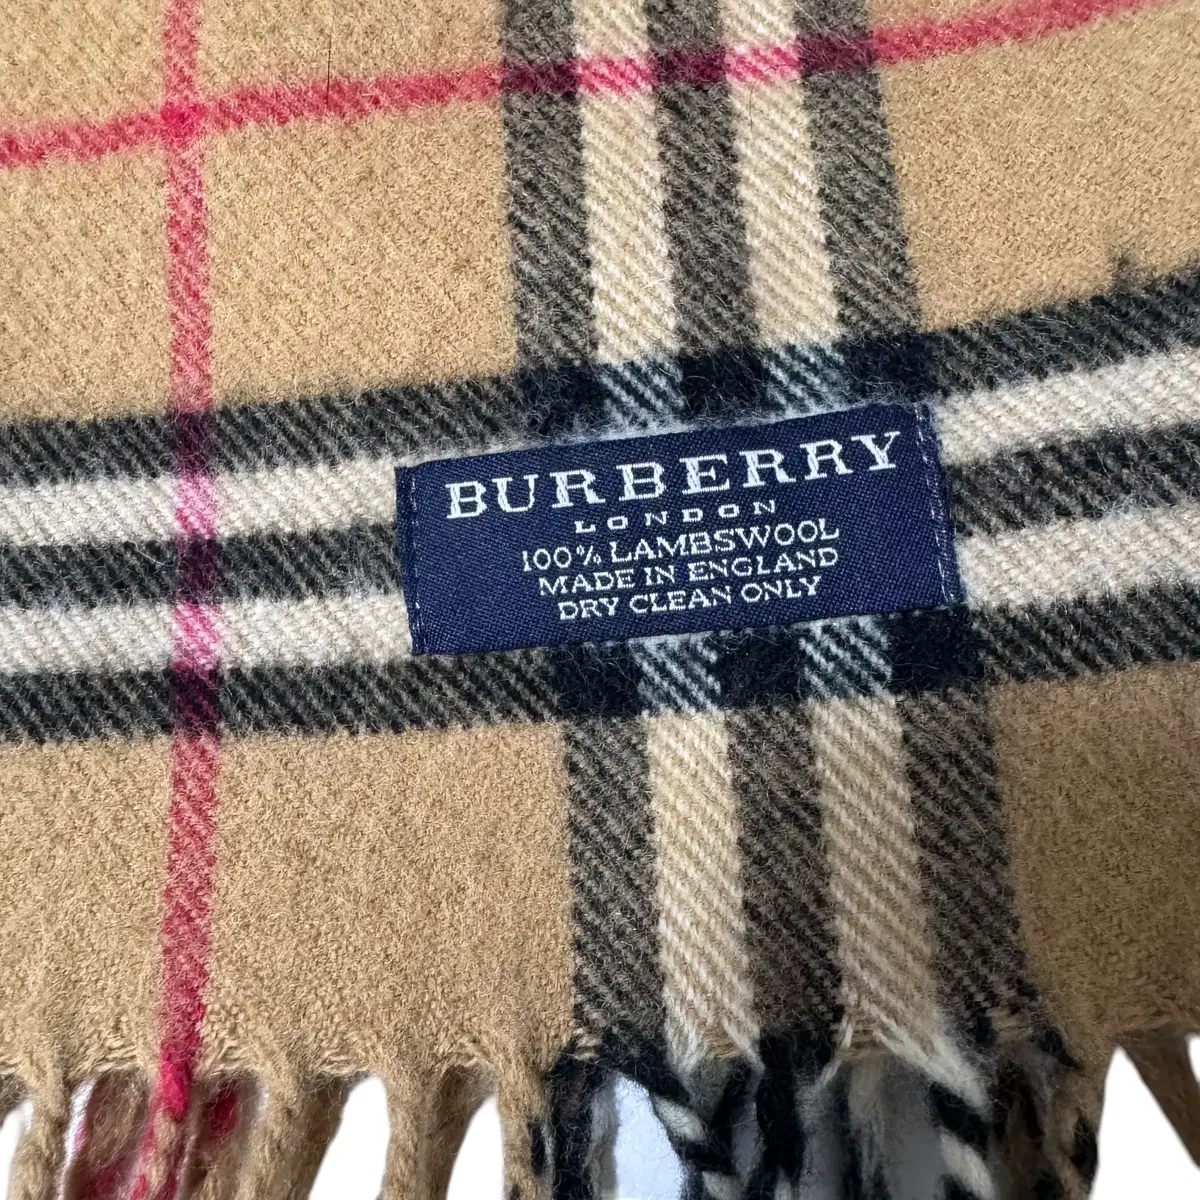 BURBERRY
LONDON
100% LAMBSWOOL
MADE IN ENGLAND
DRY CLEAN ONLY